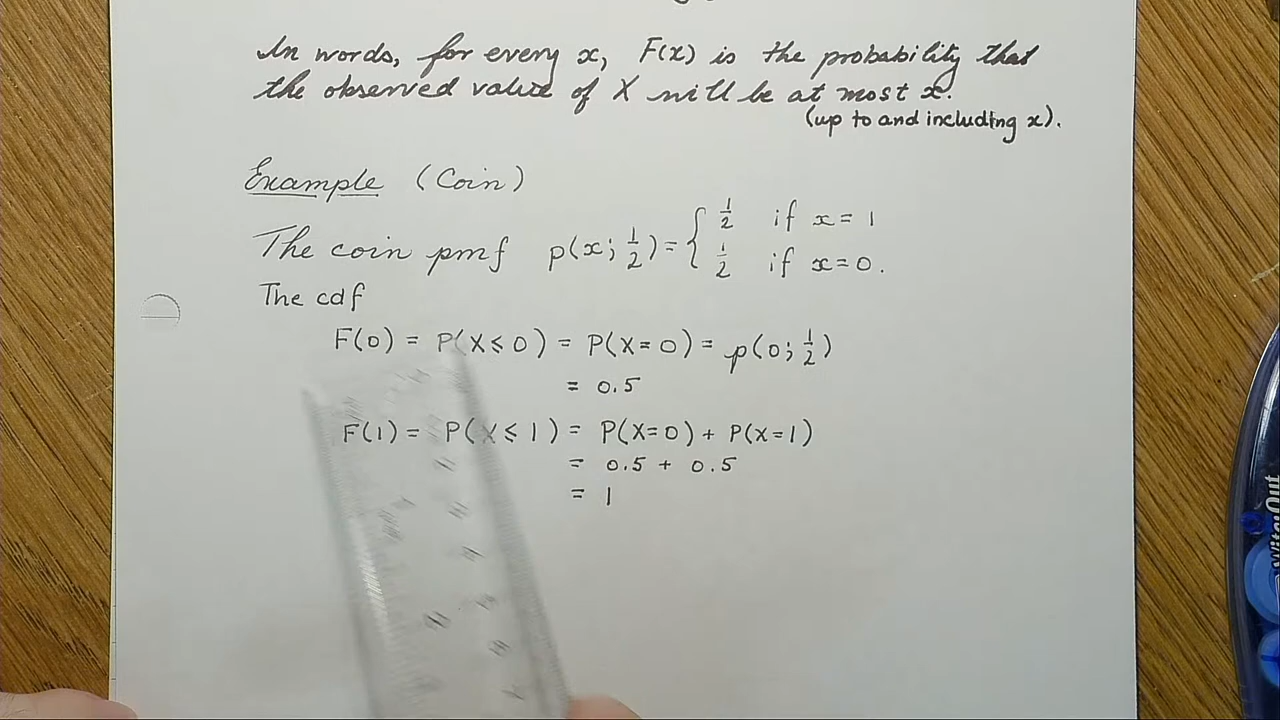 In words, for every x, F(x) is the probability that
the observed value of X will be at most x.
(up to and including x).
Example (Coin)
The coin pmf p(x; 1/2) = { 1/2 if x = 1
1/2 if x = 0.
The cdf
F(0) = P(X ≤ 0) = P(X = 0) = p(0; 1/2)
= 0.5
F(1) = P(X ≤ 1) = P(X=0) + P(X=1)
= 0.5 + 0.5
= 1
Wite Out